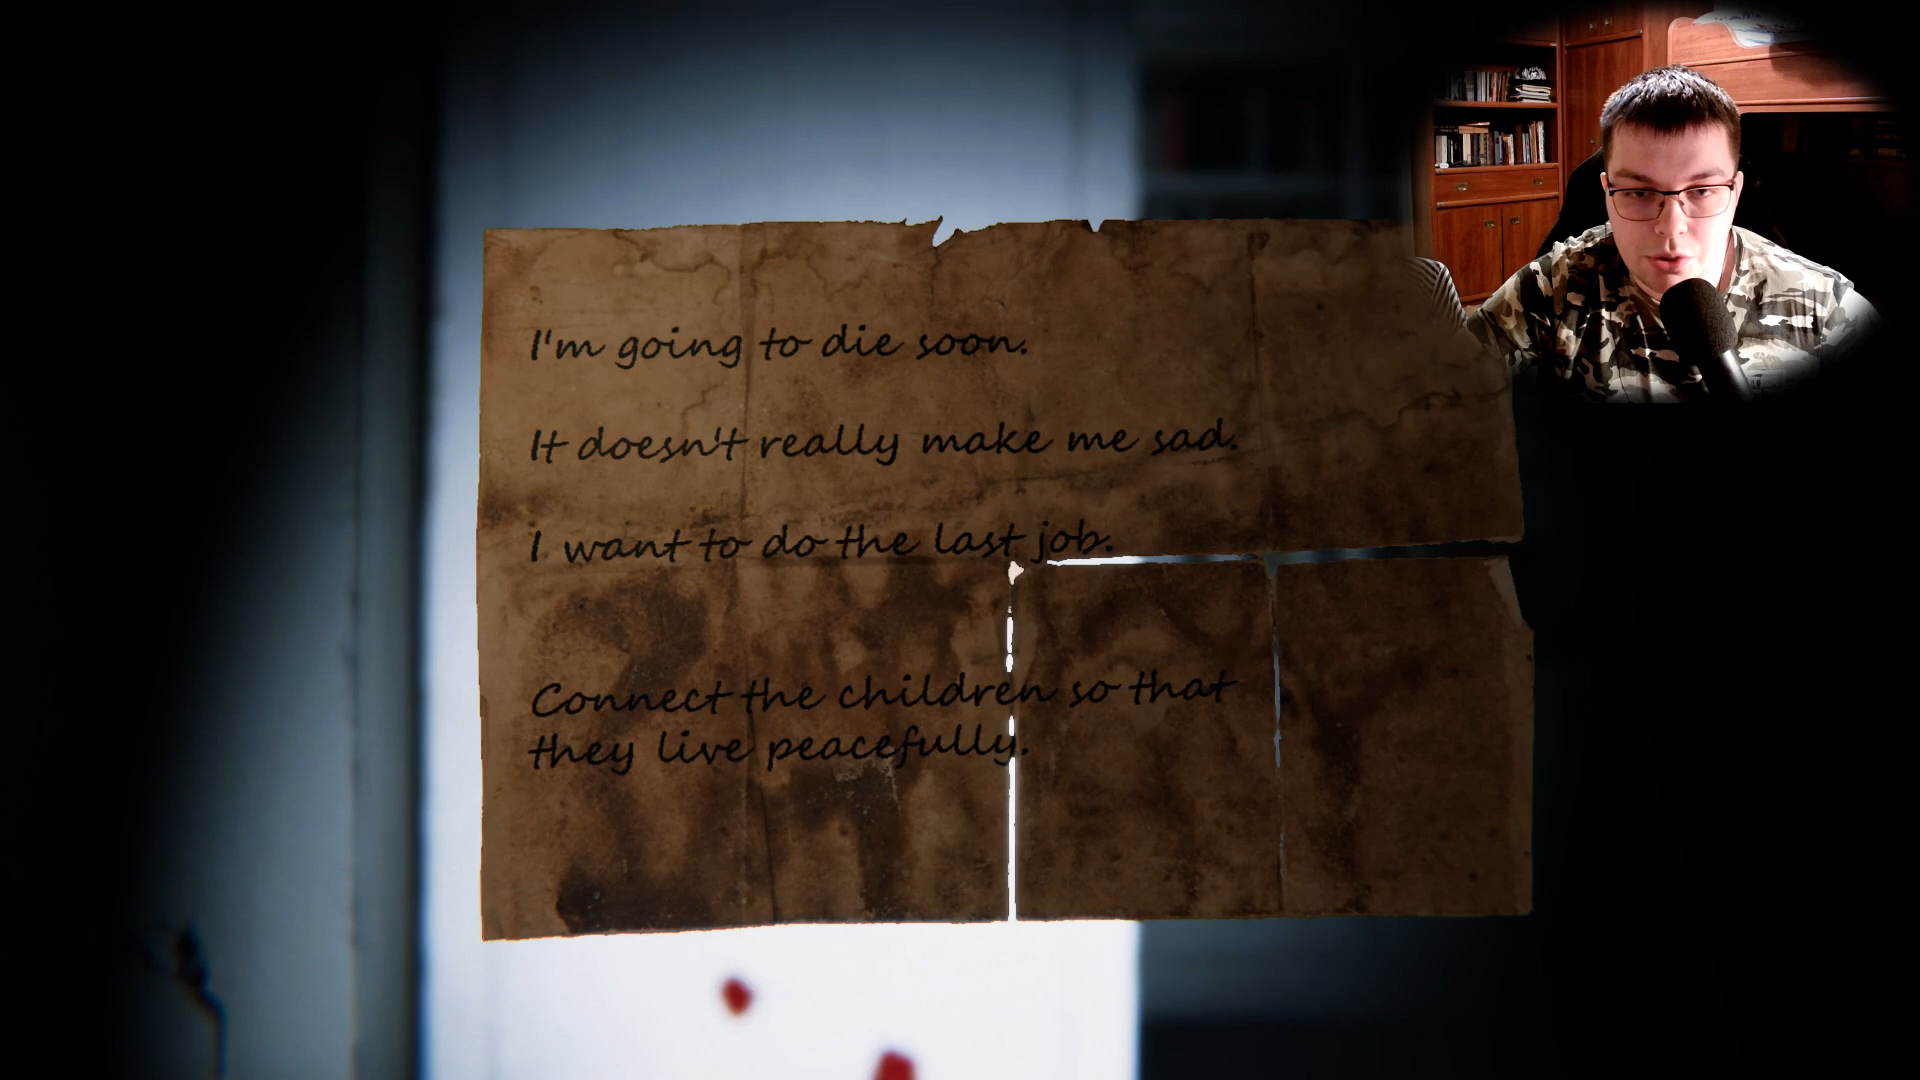 I'm going to die soon.
It doesn't really make me sad.
I want to do the last job.
Connect the children so that
they live peacefully.